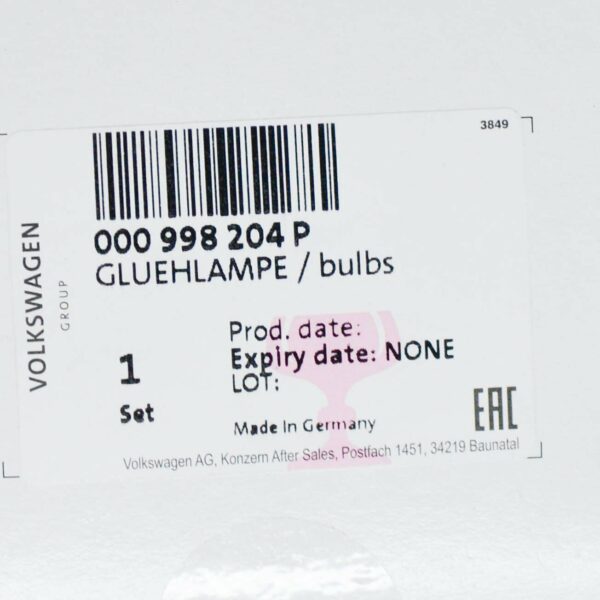 3849
000 998 204 P
GLUEHLAMPE / bulbs
VOLKSWAGEN
GROUP
Prod. date:
Expiry date: NONE
LOT:
1
Set
Made In Germany
EAC
Volkswagen AG, Konzern After Sales, Postfach 1451, 34219 Baunatal